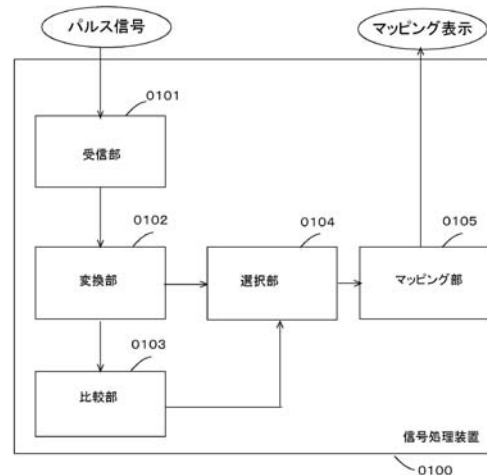 パルス信号
マッピング表示
0101
受信部
0102
変換部
0104
選択部
0105
マッピング部
0103
比較部
信号処理装置
0100